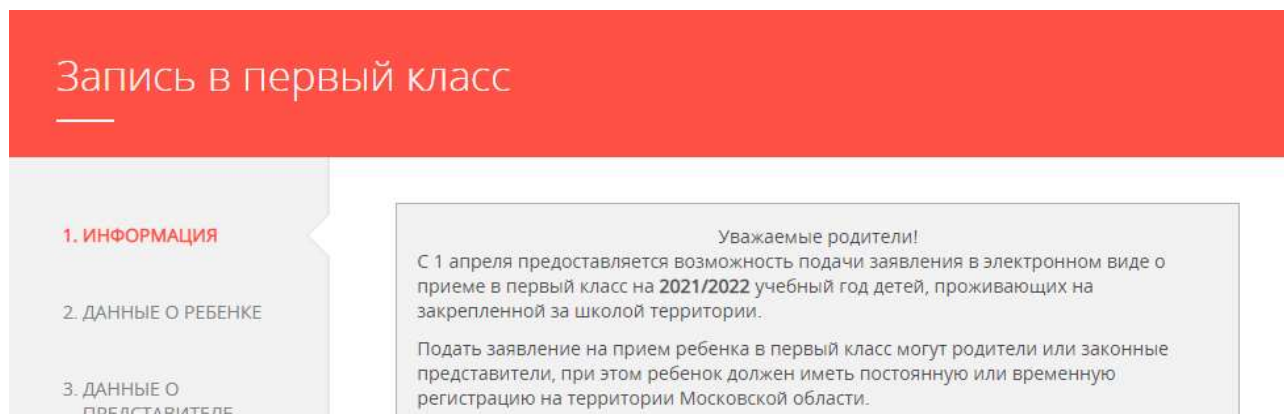 Запись в первый класс
1. ИНФОРМАЦИЯ
2. ДАННЫЕ О РЕБЕНКЕ
3. ДАННЫЕ О
ПРЕДСТАВИТЕЛЕ
Уважаемые родители!
С 1 апреля предоставляется возможность подачи заявления в электронном виде о
приеме в первый класс на 2021/2022 учебный год детей, проживающих на
закрепленной за школой территории.
Подать заявление на прием ребенка в первый класс могут родители или законные
представители, при этом ребенок должен иметь постоянную или временную
регистрацию на территории Московской области.